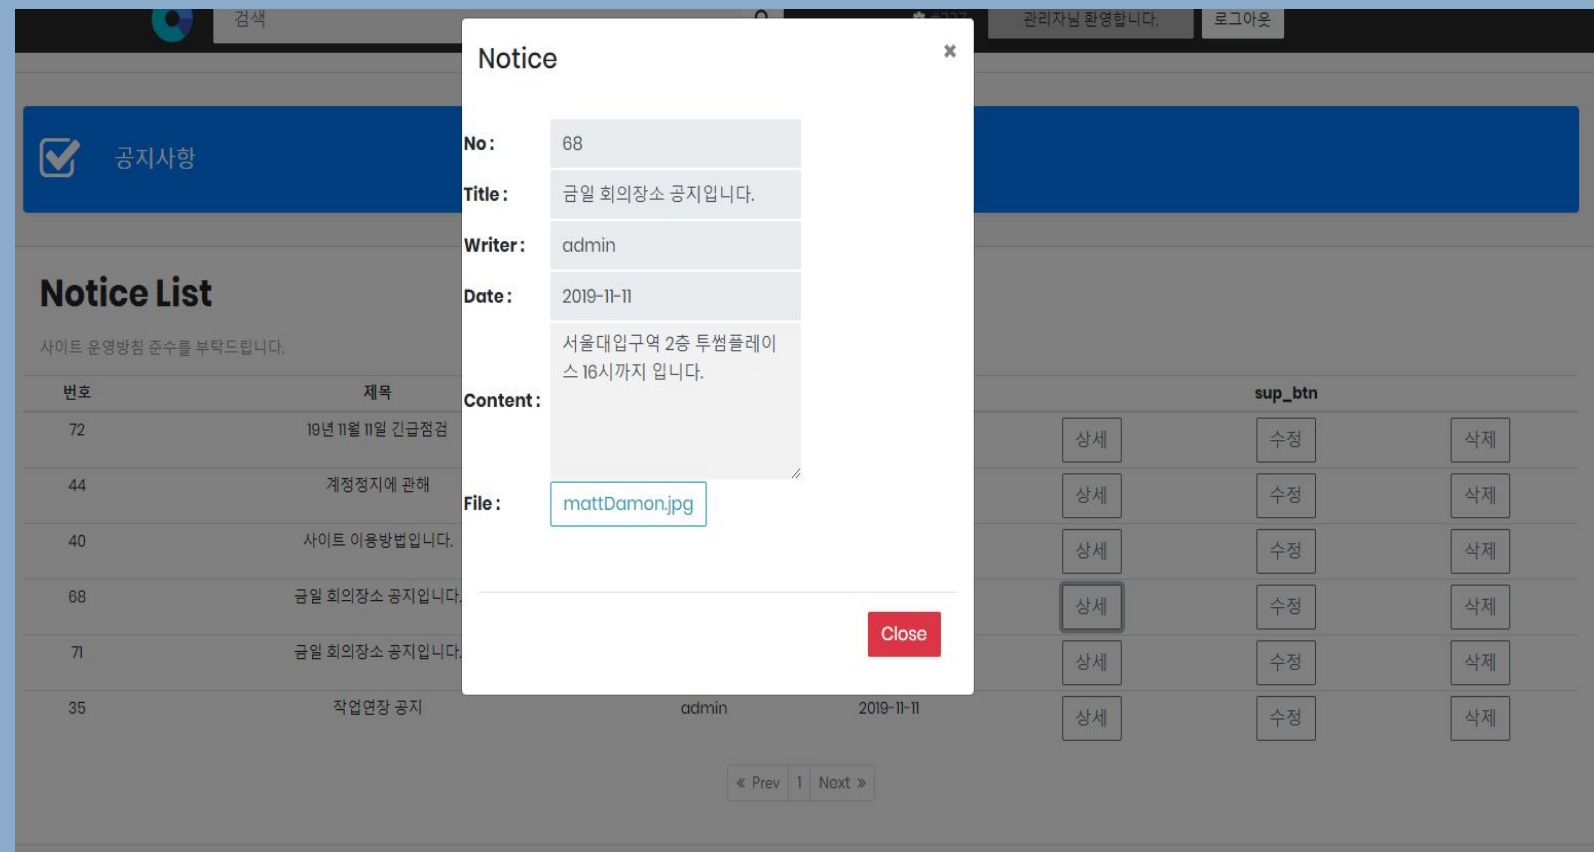 검색
관리자님 환영합니다.
로그아웃
Notice
×
공지사항
No :
68
Title :
금일 회의장소 공지입니다.
Writer :
admin
Date :
2019-11-11
Content :
서울대입구역 2층 투썸플레이
스 16시까지 입니다.
File :
mattDamon.jpg
Close
Notice List
사이트 운영방침 준수를 부탁드립니다.
번호 제목 sup_btn
72 19년 11월 11일 긴급점검 상세 수정 삭제
44 계정정지에 관해 상세 수정 삭제
40 사이트 이용방법입니다. 상세 수정 삭제
68 금일 회의장소 공지입니다. 상세 수정 삭제
71 금일 회의장소 공지입니다. 상세 수정 삭제
35 작업연장 공지 admin 2019-11-11 상세 수정 삭제
« Prev 1 Next »